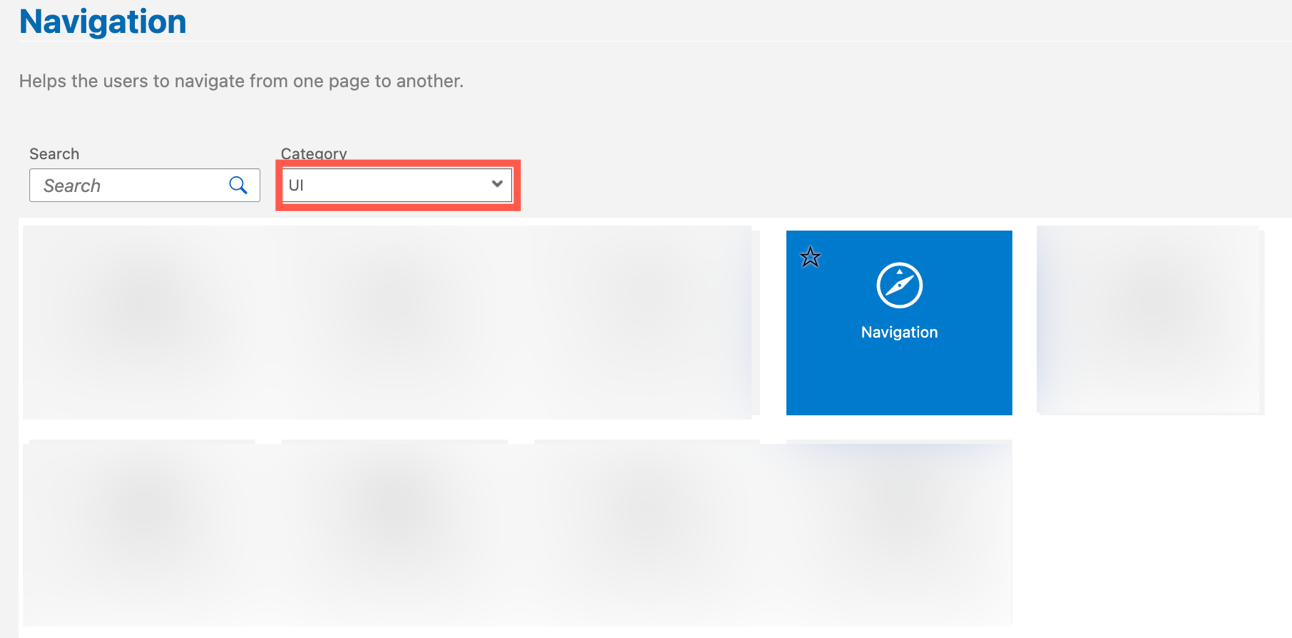 Navigation
Helps the users to navigate from one page to another.
Search
Category
Search
UI
Navigation